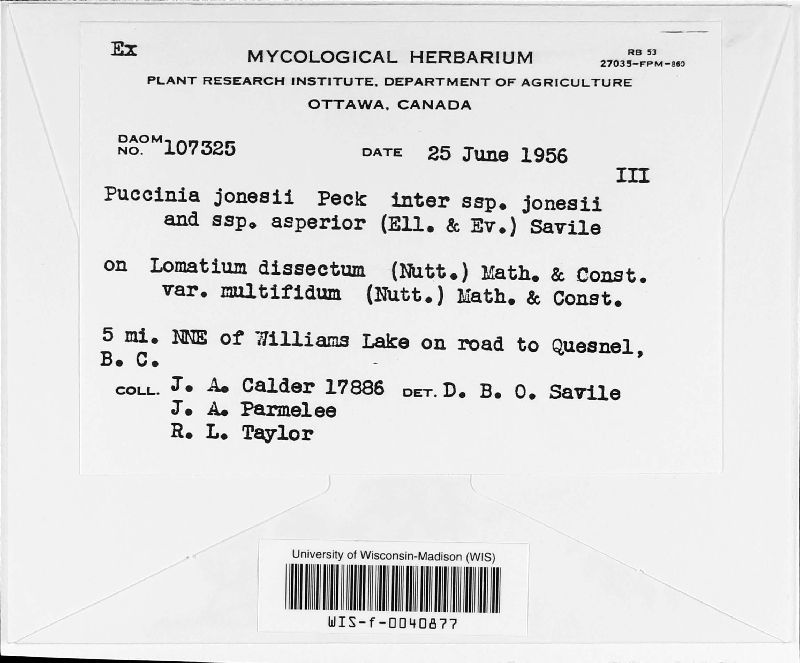 Ex
MYCOLOGICAL HERBARIUM
RB 53
27035-FPM-860
PLANT RESEARCH INSTITUTE, DEPARTMENT OF AGRICULTURE
OTTAWA, CANADA
DAOM NO. 107325 DATE 25 June 1956
III
Puccinia jonesii Peck inter ssp. jonesii
and ssp. asperior (Ell. & Ev.) Savile
on Lomatium dissectum (Nutt.) Math. & Const.
var. multifidum (Nutt.) Math. & Const.
5 mi. NNE of Williams Lake on road to Quesnel,
B. C.
COLL. J. A. Calder 17886 DET. D. B. O. Savile
J. A. Parmelee
R. L. Taylor
University of Wisconsin-Madison (WIS)
WIS-f-0040877